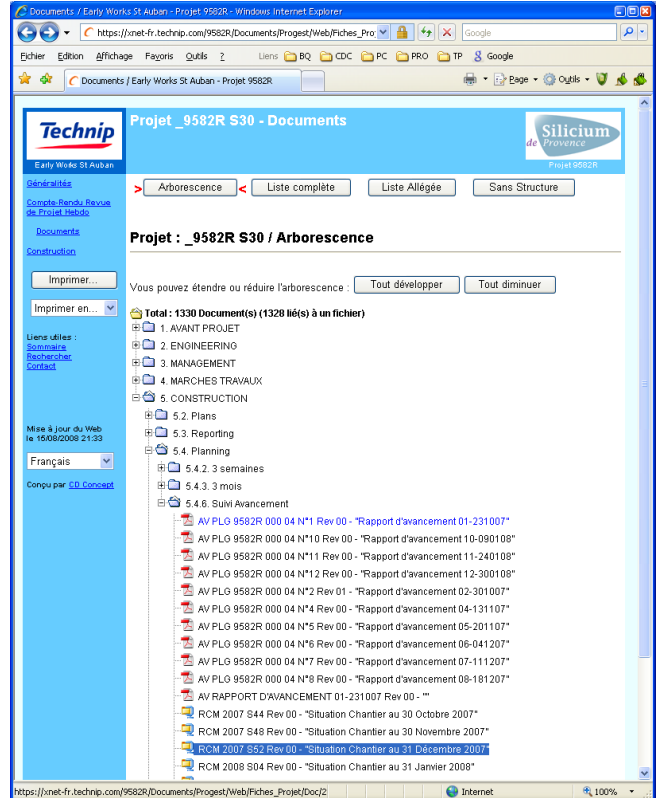 Documents / Early Works St Auban - Projet 9582R - Windows Internet Explorer
https://xnet-fr.technip.com/9582R/Documents/Progest/Web/Fiches_Pro
Google
Fichier Edition Affichage Favoris Outils ? Liens BQ CDC PC PRO TP Google
Documents / Early Works St Auban - Projet 9582R
Page Outils
Technip
Early Works St Auban
Projet _9582R S30 - Documents
Silicium
de Provence
Projet 9582R
Généralités
Compte-Rendu Revue
de Projet Hebdo
Documents
Construction
Imprimer...
Imprimer en...
Liens utiles :
Sommaire
Rechercher
Contact
Mise à jour du Web
le 15/08/2008 21:33
Français
Conçu par CD Concept
> Arborescence < Liste complète Liste Allégée Sans Structure
Projet : _9582R S30 / Arborescence
Vous pouvez étendre ou réduire l'arborescence : Tout développer Tout diminuer
Total : 1330 Document(s) (1328 lié(s) à un fichier)
1. AVANT PROJET
2. ENGINEERING
3. MANAGEMENT
4. MARCHES TRAVAUX
5. CONSTRUCTION
5.2. Plans
5.3. Reporting
5.4. Planning
5.4.2. 3 semaines
5.4.3. 3 mois
5.4.6. Suivi Avancement
AV PLG 9582R 000 04 N°1 Rev 00 - "Rapport d'avancement 01-231007"
AV PLG 9582R 000 04 N°10 Rev 00 - "Rapport d'avancement 10-090108"
AV PLG 9582R 000 04 N°11 Rev 00 - "Rapport d'avancement 11-240108"
AV PLG 9582R 000 04 N°12 Rev 00 - "Rapport d'avancement 12-300108"
AV PLG 9582R 000 04 N°2 Rev 01 - "Rapport d'avancement 02-301007"
AV PLG 9582R 000 04 N°4 Rev 00 - "Rapport d'avancement 04-131107"
AV PLG 9582R 000 04 N°5 Rev 00 - "Rapport d'avancement 05-201107"
AV PLG 9582R 000 04 N°6 Rev 00 - "Rapport d'avancement 06-041207"
AV PLG 9582R 000 04 N°7 Rev 00 - "Rapport d'avancement 07-111207"
AV PLG 9582R 000 04 N°8 Rev 00 - "Rapport d'avancement 08-181207"
AV RAPPORT D'AVANCEMENT 01-231007 Rev 00 - ""
RCM 2007 S44 Rev 00 - "Situation Chantier au 30 Octobre 2007"
RCM 2007 S48 Rev 00 - "Situation Chantier au 30 Novembre 2007"
RCM 2007 S52 Rev 00 - "Situation Chantier au 31 Décembre 2007"
RCM 2008 S04 Rev 00 - "Situation Chantier au 31 Janvier 2008"
https://xnet-fr.technip.com/9582R/Documents/Progest/Web/Fiches_Projet/Doc/2 Internet 100%